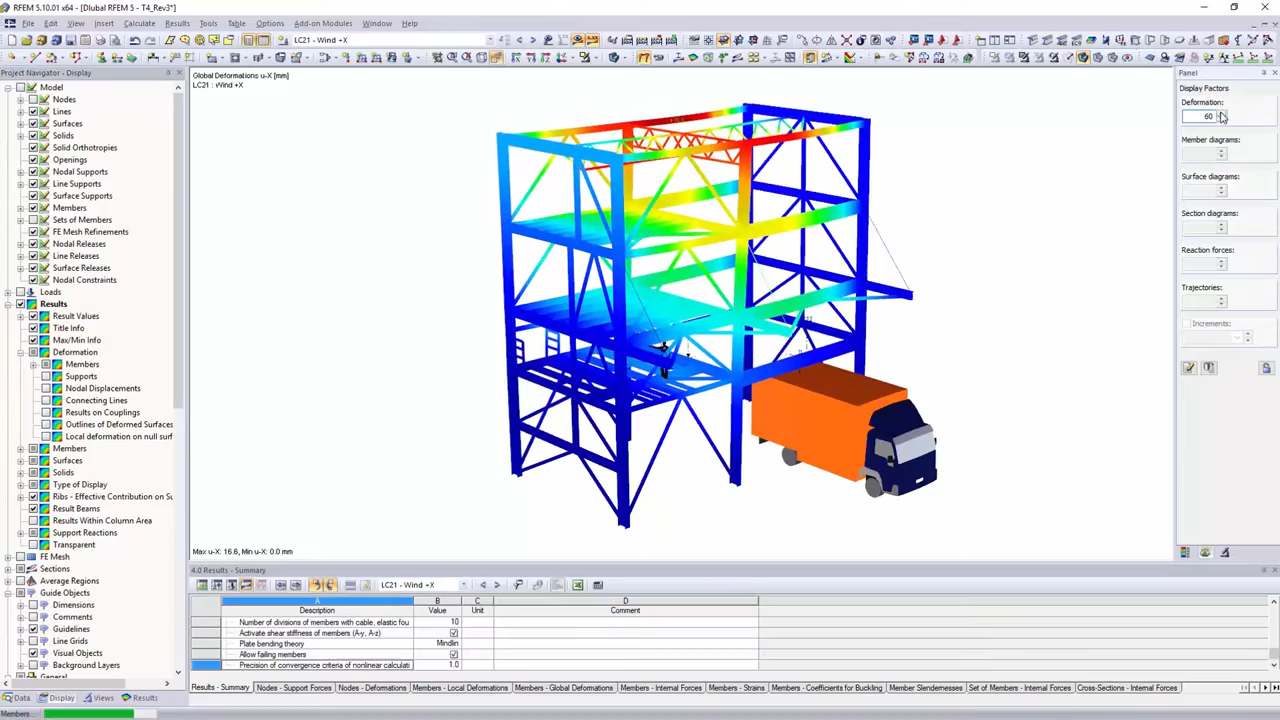 RFEM 5.10.01 x64 - [Dlubal RFEM 5 - T4_Rev3*]
File Edit View Insert Calculate Results Tools Table Options Add-on Modules Window Help
LC21 - Wind +X
Project Navigator - Display
Model
Nodes
Lines
Surfaces
Solids
Solid Orthotropies
Openings
Nodal Supports
Line Supports
Surface Supports
Members
Sets of Members
FE Mesh Refinements
Nodal Releases
Line Releases
Surface Releases
Nodal Constraints
Loads
Results
Result Values
Title Info
Max/Min Info
Deformation
Members
Supports
Nodal Displacements
Connecting Lines
Results on Couplings
Outlines of Deformed Surfaces
Local deformation on null surf
Members
Surfaces
Solids
Type of Display
Ribs - Effective Contribution on Su
Result Beams
Results Within Column Area
Support Reactions
Transparent
FE Mesh
Sections
Average Regions
Guide Objects
Dimensions
Comments
Guidelines
Line Grids
Visual Objects
Background Layers
General
Data Display Views Results
Members...
Global Deformations u-X [mm]
LC21 : Wind +X
Max u-X: 16.6, Min u-X: 0.0 mm
Panel
Display Factors
Deformation:
60
Member diagrams:
Surface diagrams:
Section diagrams:
Reaction forces:
Trajectories:
Increments:
4.0 Results - Summary
LC21 - Wind +X
A B C D
Description Value Unit Comment
Number of divisions of members with cable, elastic fou 10
Activate shear stiffness of members (A-y, A-z)
Plate bending theory Mindlin
Allow failing members
Precision of convergence criteria of nonlinear calculati 1.0
Results - Summary Nodes - Support Forces Nodes - Deformations Members - Local Deformations Members - Global Deformations Members - Internal Forces Members - Strains Members - Coefficients for Buckling Member Slendernesses Set of Members - Internal Forces Cross-Sections - Internal Forces